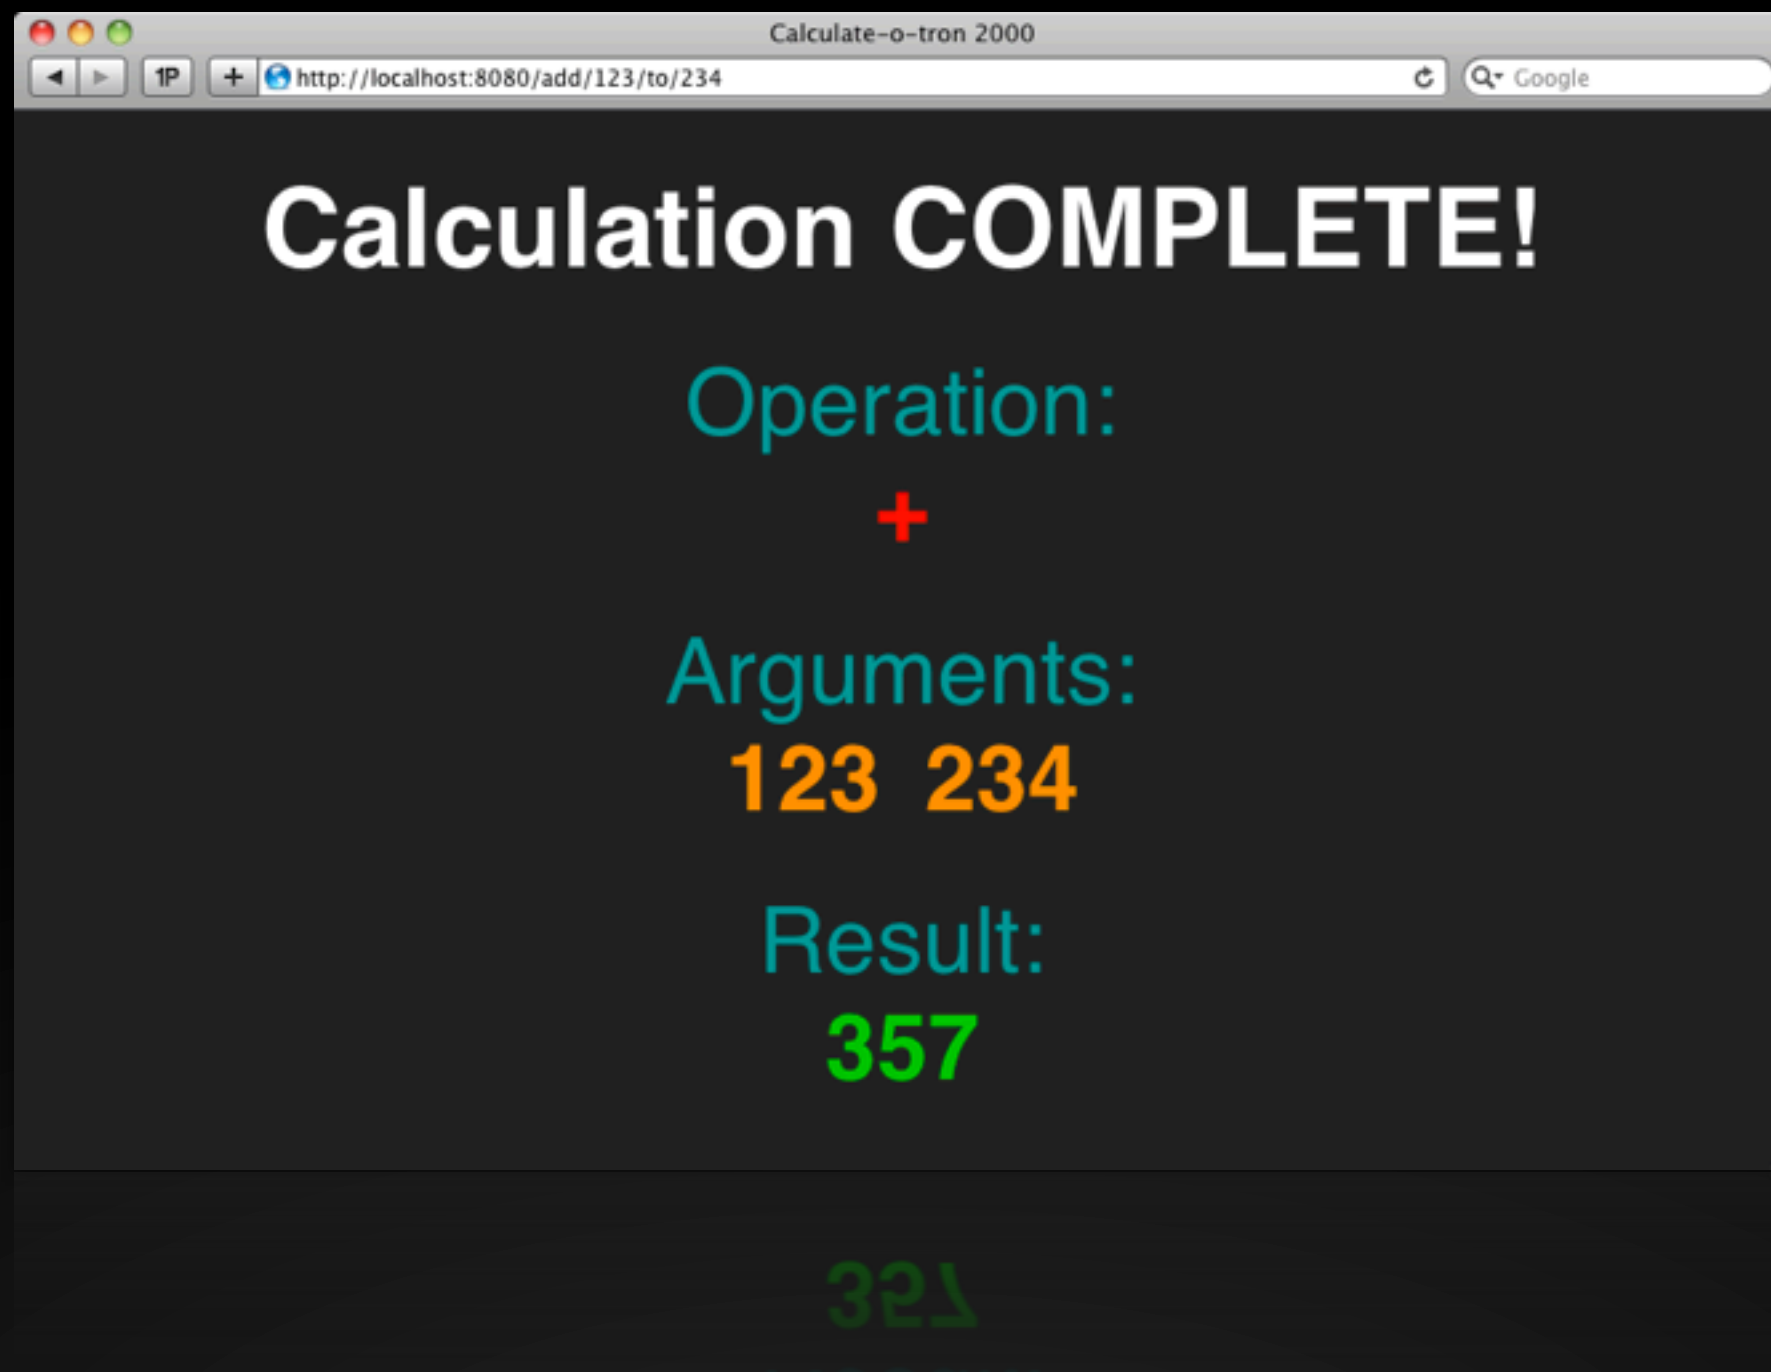 Calculate-o-tron 2000
1P + http://localhost:8080/add/123/to/234 Google
Calculation COMPLETE!
Operation:
+
Arguments:
123 234
Result:
357
357